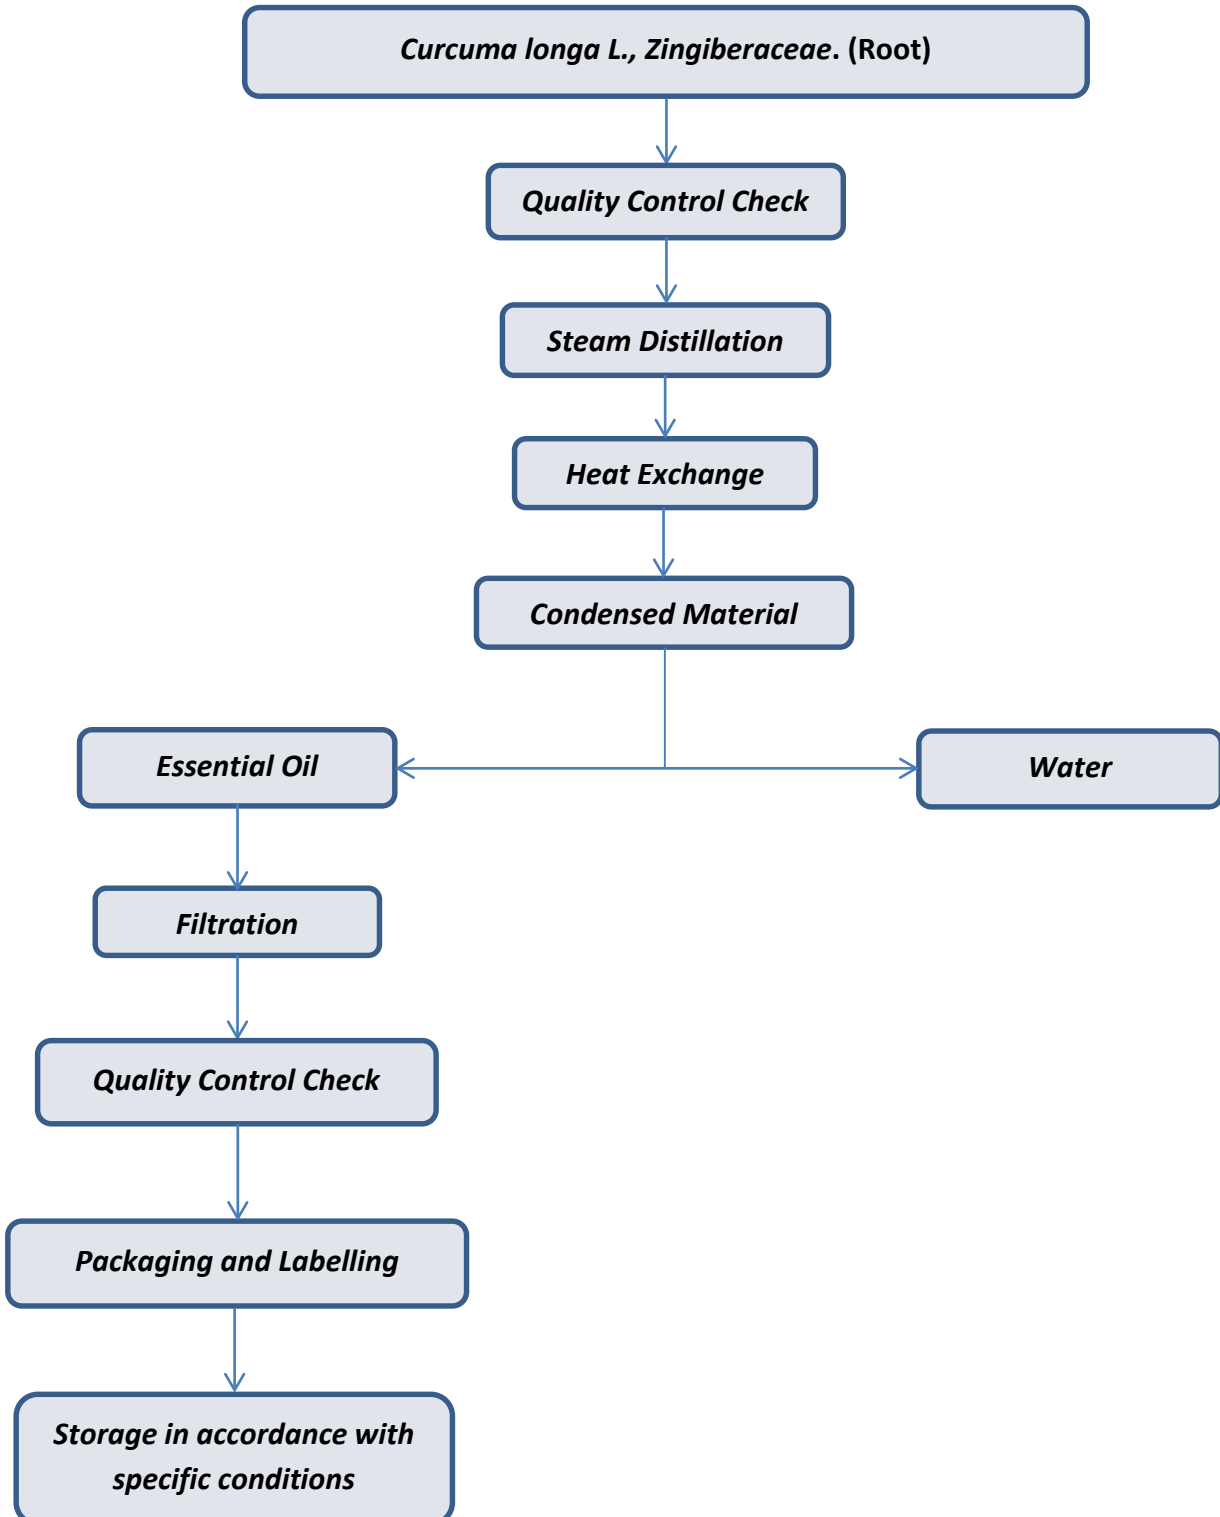 Curcuma longa L., Zingiberaceae. (Root)
Quality Control Check
Steam Distillation
Heat Exchange
Condensed Material
Essential Oil
Water
Filtration
Quality Control Check
Packaging and Labelling
Storage in accordance with
specific conditions